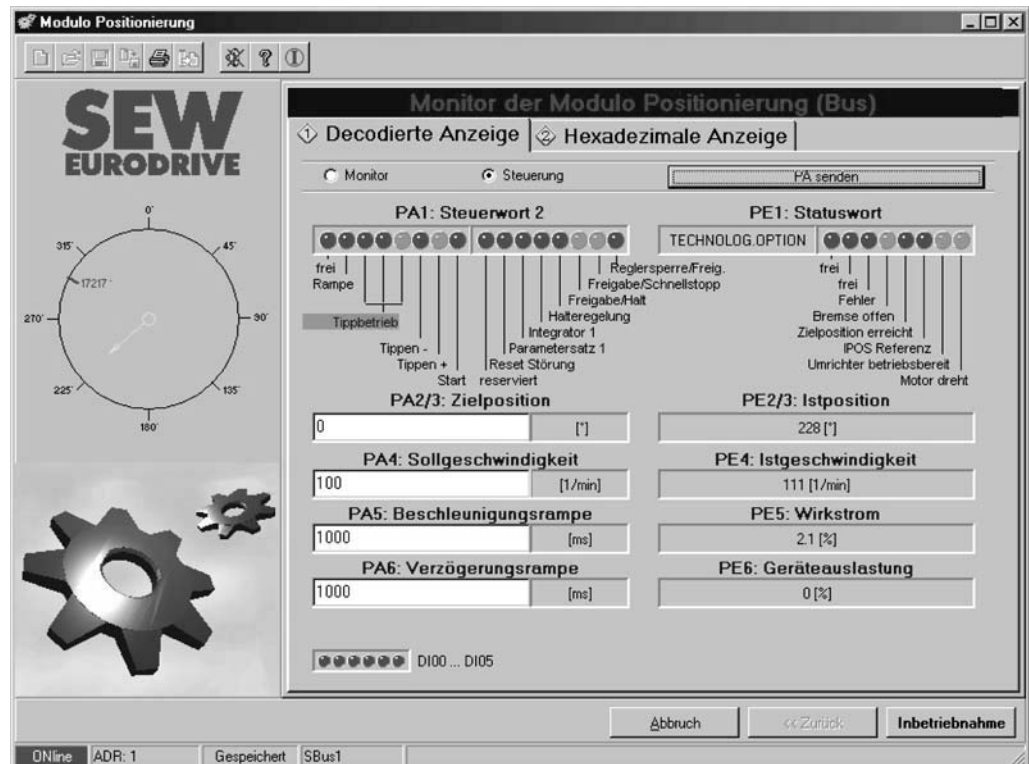 Modulo Positionierung
SEW
EURODRIVE
Monitor der Modulo Positionierung (Bus)
1 Decodierte Anzeige
2 Hexadezimale Anzeige
Monitor
Steuerung
PA senden
0°
45°
90°
135°
180°
225°
270°
315°
17217
PA1: Steuerwort 2
frei
Rampe
Tippbetrieb
Tippen -
Tippen +
Start
reserviert
Reset Störung
Parametersatz 1
Integrator 1
Halteregelung
Freigabe/Halt
Freigabe/Schnellstopp
Reglersperre/Freig.
PE1: Statuswort
TECHNOLOG.OPTION
frei
frei
Fehler
Bremse offen
Zielposition erreicht
IPOS Referenz
Umrichter betriebsbereit
Motor dreht
PA2/3: Zielposition
0 [°]
PE2/3: Istposition
228 [°]
PA4: Sollgeschwindigkeit
100 [1/min]
PE4: Istgeschwindigkeit
111 [1/min]
PA5: Beschleunigungsrampe
1000 [ms]
PE5: Wirkstrom
2.1 [%]
PA6: Verzögerungsrampe
1000 [ms]
PE6: Geräteauslastung
0 [%]
DI00 ... DI05
Abbruch
<< Zurück
Inbetriebnahme
ONline
ADR: 1
Gespeichert
SBus1